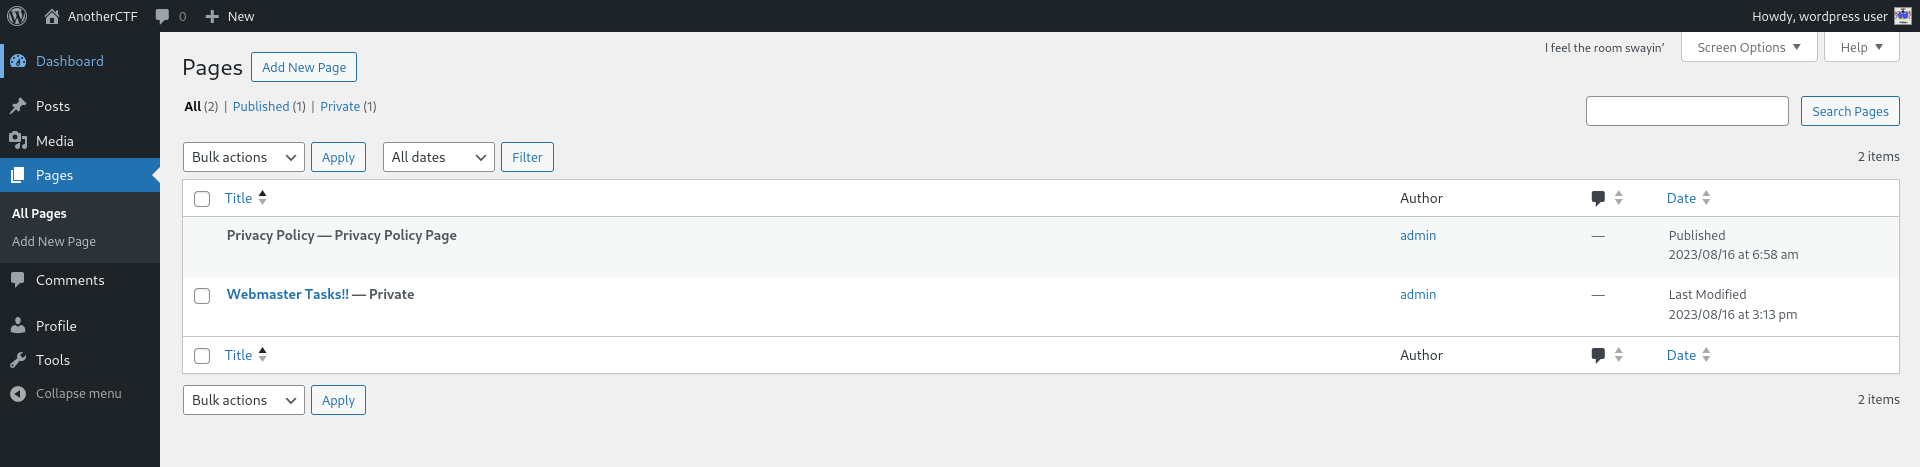 AnotherCTF 0 New Howdy, wordpress user
Dashboard
Posts
Media
Pages
All Pages
Add New Page
Comments
Profile
Tools
Collapse menu
I feel the room swayin’ Screen Options Help
Pages Add New Page
All (2) | Published (1) | Private (1)
Search Pages
Bulk actions Apply All dates Filter 2 items
Title Author Date
Privacy Policy — Privacy Policy Page admin — Published
2023/08/16 at 6:58 am
Webmaster Tasks!! — Private admin — Last Modified
2023/08/16 at 3:13 pm
Title Author Date
Bulk actions Apply 2 items